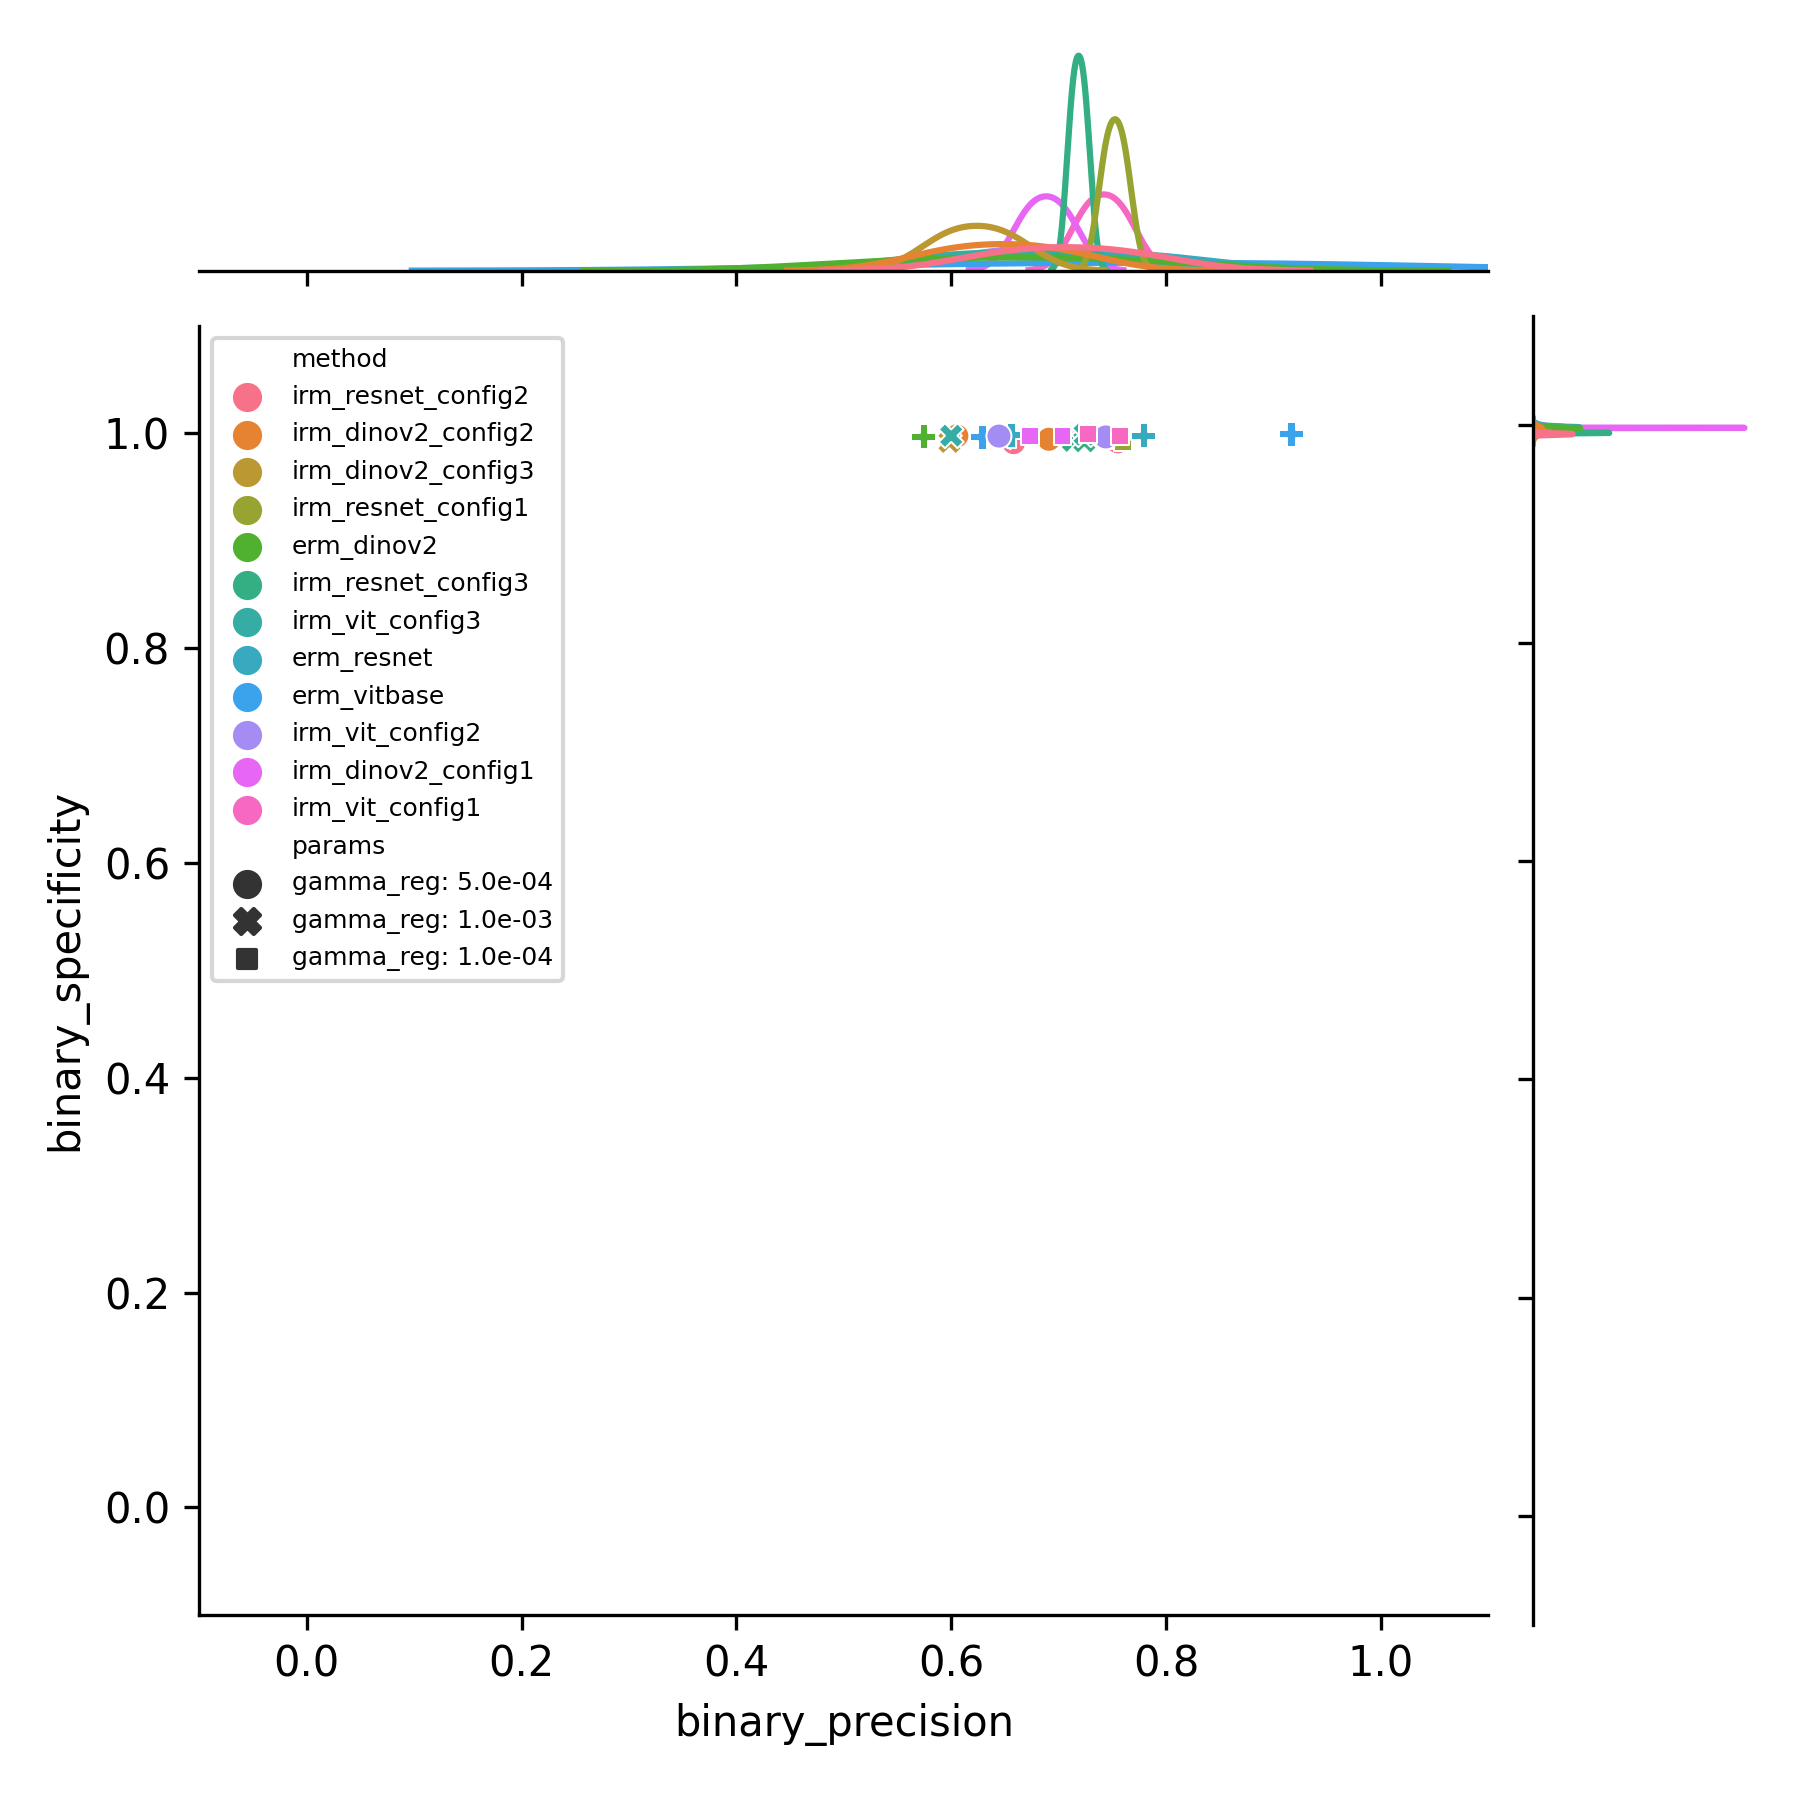 method
irm_resnet_config2
irm_dinov2_config2
irm_dinov2_config3
irm_resnet_config1
erm_dinov2
irm_resnet_config3
irm_vit_config3
erm_resnet
erm_vitbase
irm_vit_config2
irm_dinov2_config1
irm_vit_config1
params
gamma_reg: 5.0e-04
gamma_reg: 1.0e-03
gamma_reg: 1.0e-04
binary_specificity
1.0
0.8
0.6
0.4
0.2
0.0
0.0 0.2 0.4 0.6 0.8 1.0
binary_precision